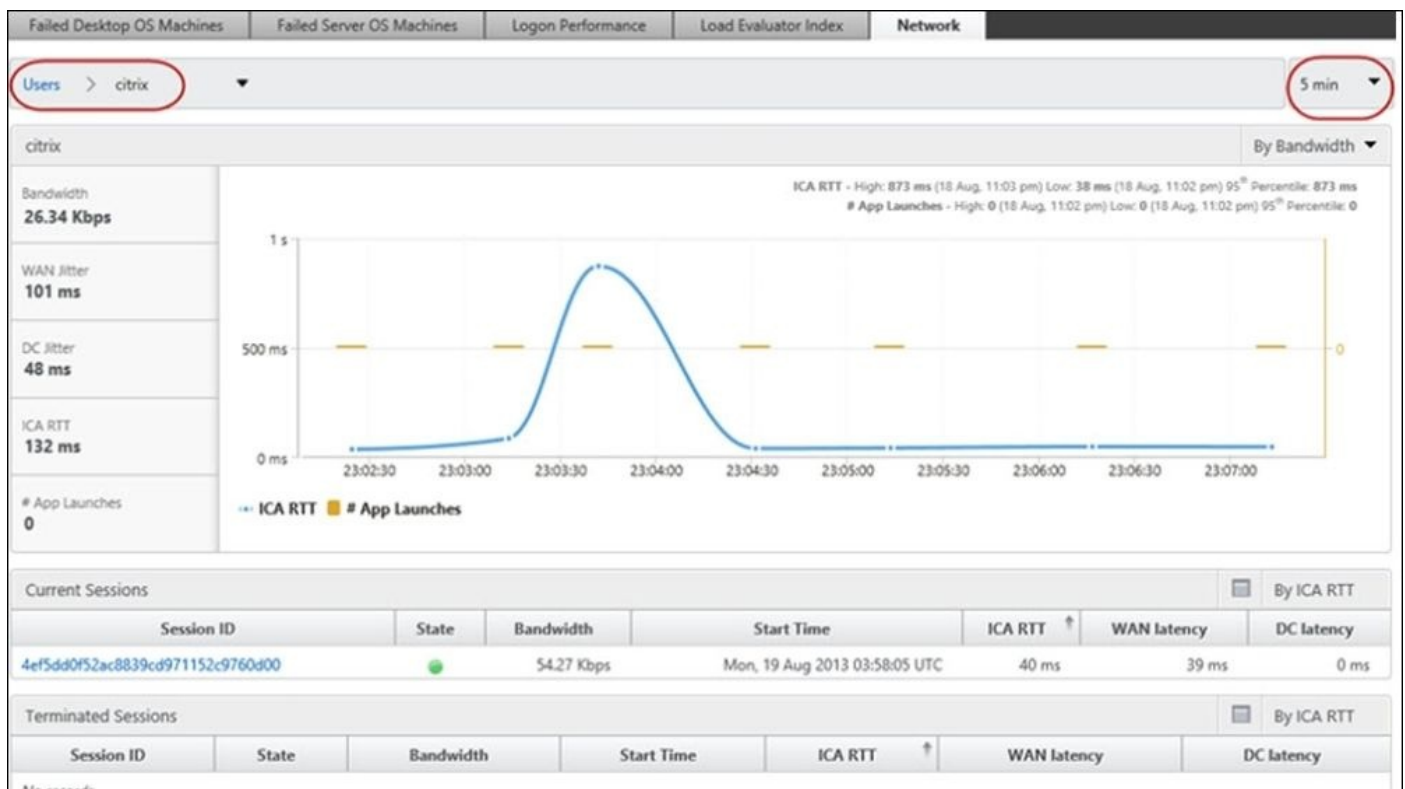 Failed Desktop OS Machines Failed Server OS Machines Logon Performance Load Evaluator Index Network
Users > citrix 5 min
citrix By Bandwidth
Bandwidth
26.34 Kbps
WAN Jitter
101 ms
DC Jitter
48 ms
ICA RTT
132 ms
# App Launches
0
ICA RTT - High: 873 ms (18 Aug, 11:03 pm) Low: 38 ms (18 Aug, 11:02 pm) 95th Percentile: 873 ms
# App Launches - High: 0 (18 Aug, 11:02 pm) Low: 0 (18 Aug, 11:02 pm) 95th Percentile: 0
1 s
500 ms 0
0 ms
23:02:30 23:03:00 23:03:30 23:04:00 23:04:30 23:05:00 23:05:30 23:06:00 23:06:30 23:07:00
ICA RTT # App Launches
Current Sessions By ICA RTT
Session ID State Bandwidth Start Time ICA RTT WAN latency DC latency
4ef5dd0f52ac8839cd971152c9760d00 54.27 Kbps Mon, 19 Aug 2013 03:58:05 UTC 40 ms 39 ms 0 ms
Terminated Sessions By ICA RTT
Session ID State Bandwidth Start Time ICA RTT WAN latency DC latency